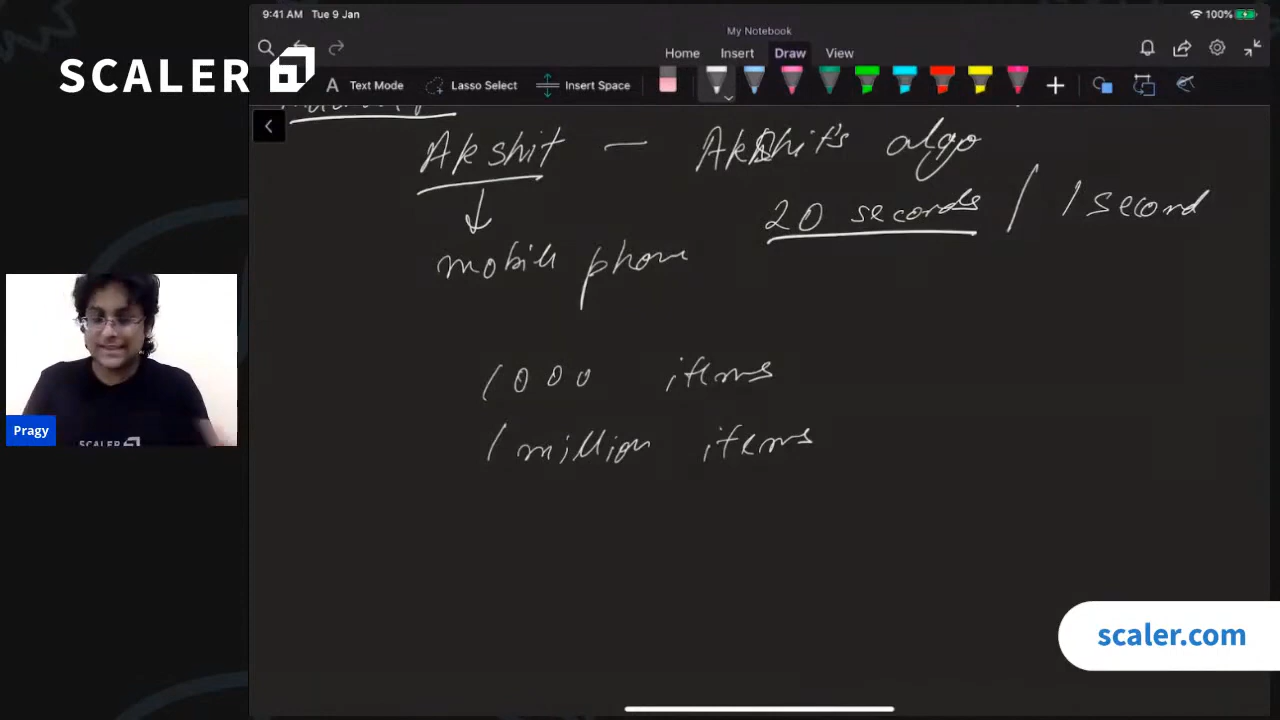 9:41 AM Tue 9 Jan
100%
My Notebook
SCALER
Home Insert Draw View
Text Mode Lasso Select Insert Space
Akshit — Akshit's algo
20 seconds / 1 second
mobile phone
1000 items
1 million items
Pragy
SCALER
scaler.com